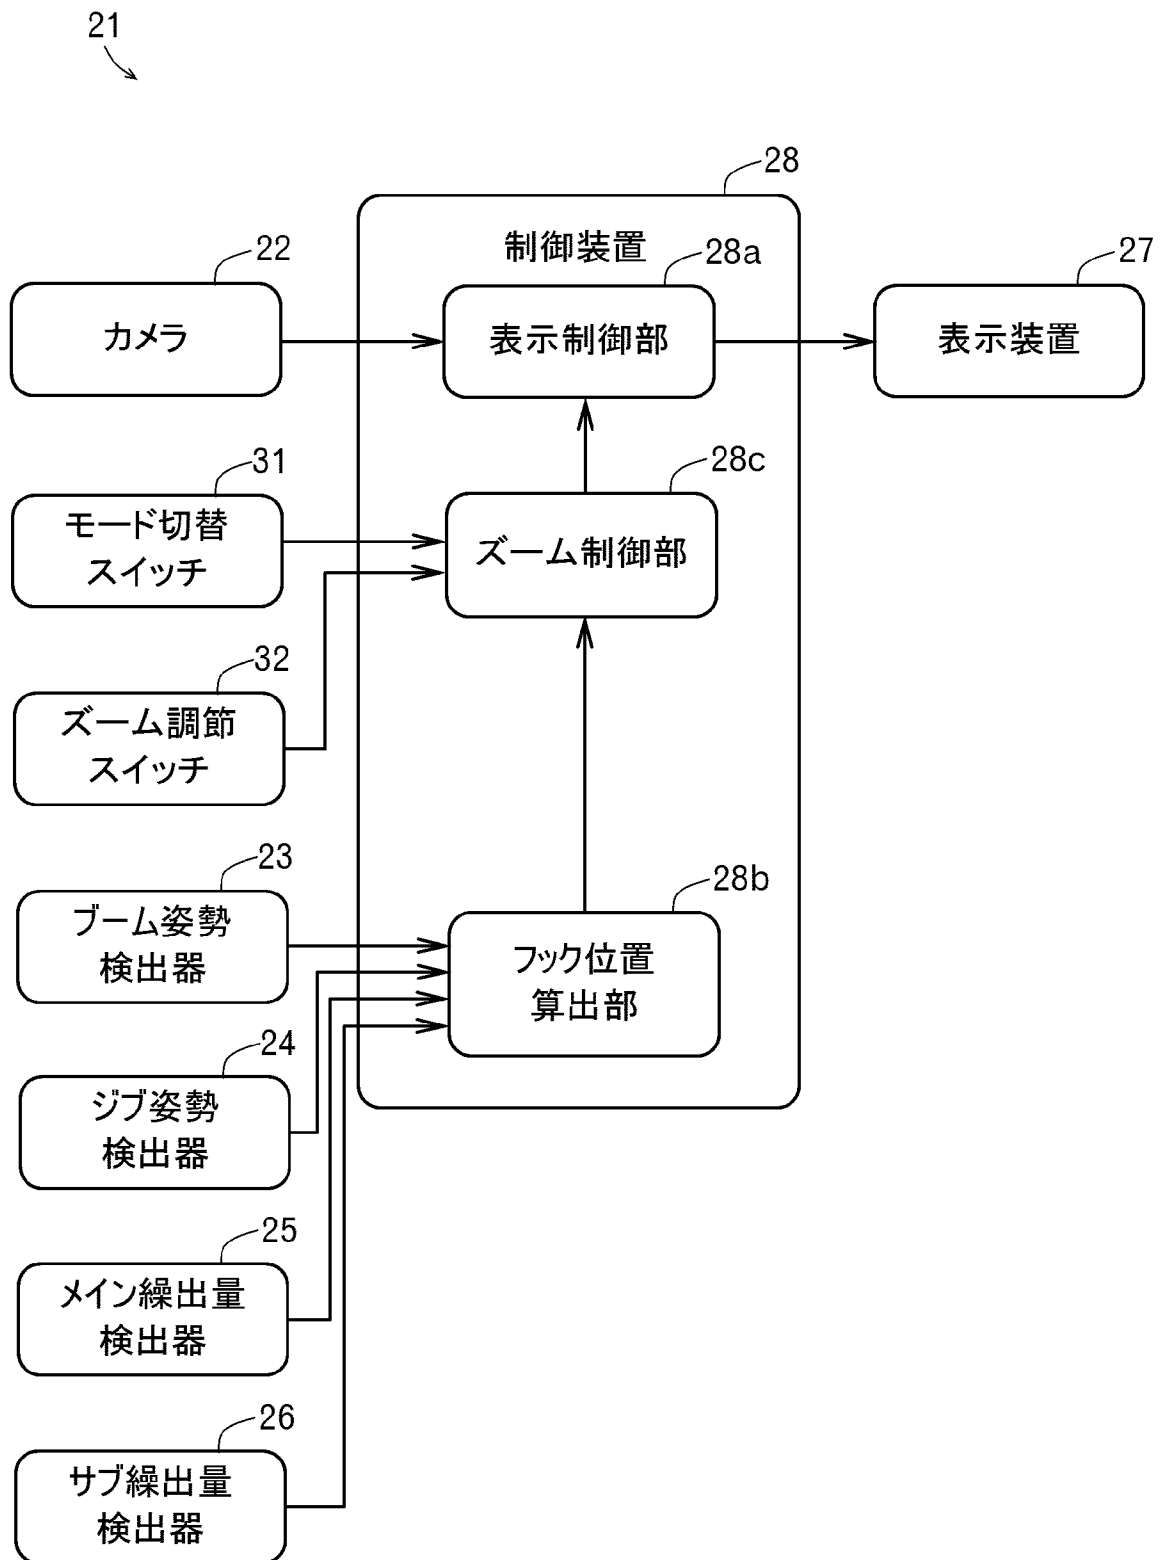 21
28
制御装置
22
カメラ
28a
表示制御部
27
表示装置
31
モード切替
スイッチ
28c
ズーム制御部
32
ズーム調節
スイッチ
23
ブーム姿勢
検出器
28b
フック位置
算出部
24
ジブ姿勢
検出器
25
メイン繰出量
検出器
26
サブ繰出量
検出器